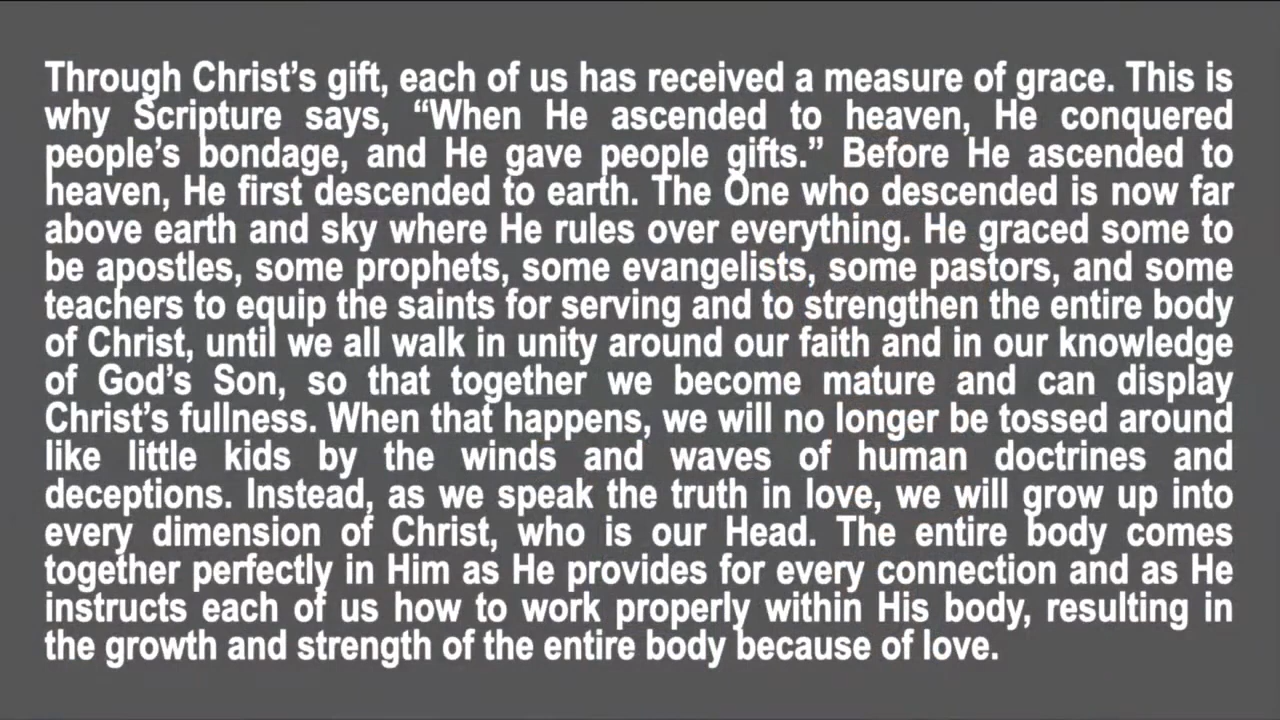 Through Christ’s gift, each of us has received a measure of grace. This is
why Scripture says, “When He ascended to heaven, He conquered
people’s bondage, and He gave people gifts.” Before He ascended to
heaven, He first descended to earth. The One who descended is now far
above earth and sky where He rules over everything. He graced some to
be apostles, some prophets, some evangelists, some pastors, and some
teachers to equip the saints for serving and to strengthen the entire body
of Christ, until we all walk in unity around our faith and in our knowledge
of God’s Son, so that together we become mature and can display
Christ’s fullness. When that happens, we will no longer be tossed around
like little kids by the winds and waves of human doctrines and
deceptions. Instead, as we speak the truth in love, we will grow up into
every dimension of Christ, who is our Head. The entire body comes
together perfectly in Him as He provides for every connection and as He
instructs each of us how to work properly within His body, resulting in
the growth and strength of the entire body because of love.